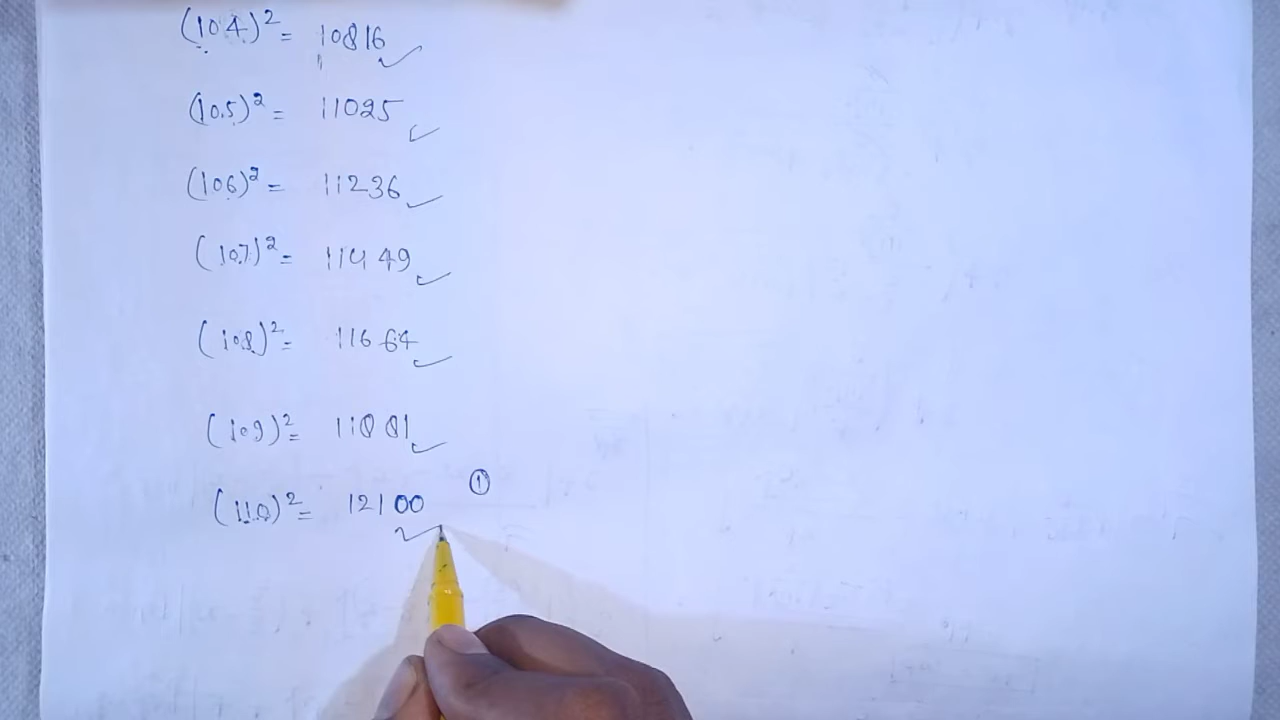 (104)² = 10816
(105)² = 11025
(106)² = 11236
(107)² = 11449
(108)² = 11664
(109)² = 11881
(110)² = 12100 ①